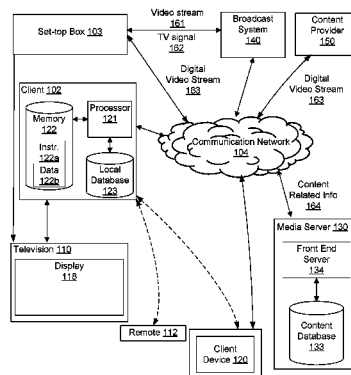 Video stream
161
TV signal
162
Set-top Box 103
Broadcast
System
140
Content
Provider
150
Digital
Video Stream
163
Digital
Video Stream
163
Client 102
Processor
121
Memory
122
Instr.
122a
Data
122b
Local
Database
123
Communication Network
104
Content
Related Info
164
Media Server 130
Front End
Server
134
Content
Database
133
Television 110
Display
118
Remote 112
Client
Device 120